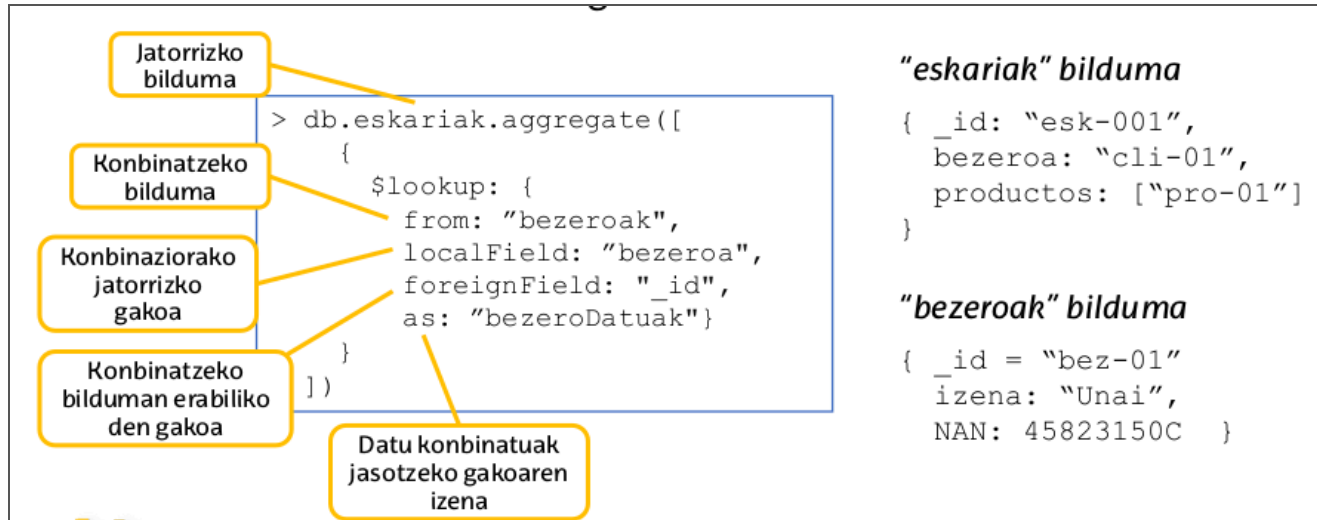 Jatorrizko
bilduma
> db.eskariak.aggregate([
{
Konbinatzeko
bilduma
$lookup: {
from: ”bezeroak",
localField: ”bezeroa",
foreignField: "_id",
as: ”bezeroDatuak"}
}
])
Konbinaziorako
jatorrizko
gakoa
Konbinatzeko
bilduman erabiliko
den gakoa
Datu konbinatuak
jasotzeko gakoaren
izena
“eskariak” bilduma
{ _id: “esk-001”,
bezeroa: “cli-01”,
productos: [“pro-01”]
}
“bezeroak” bilduma
{ _id = “bez-01”
izena: “Unai”,
NAN: 45823150C }